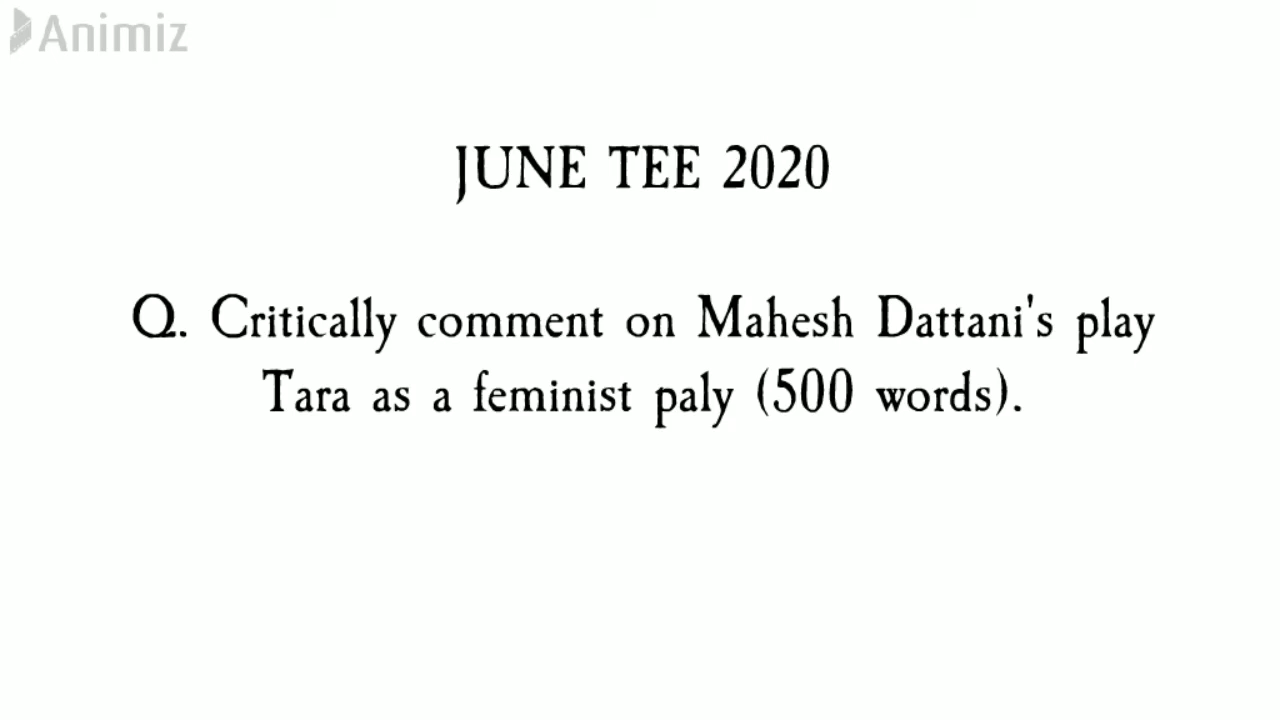 Animiz
JUNE TEE 2020
Q. Critically comment on Mahesh Dattani's play
Tara as a feminist paly (500 words).